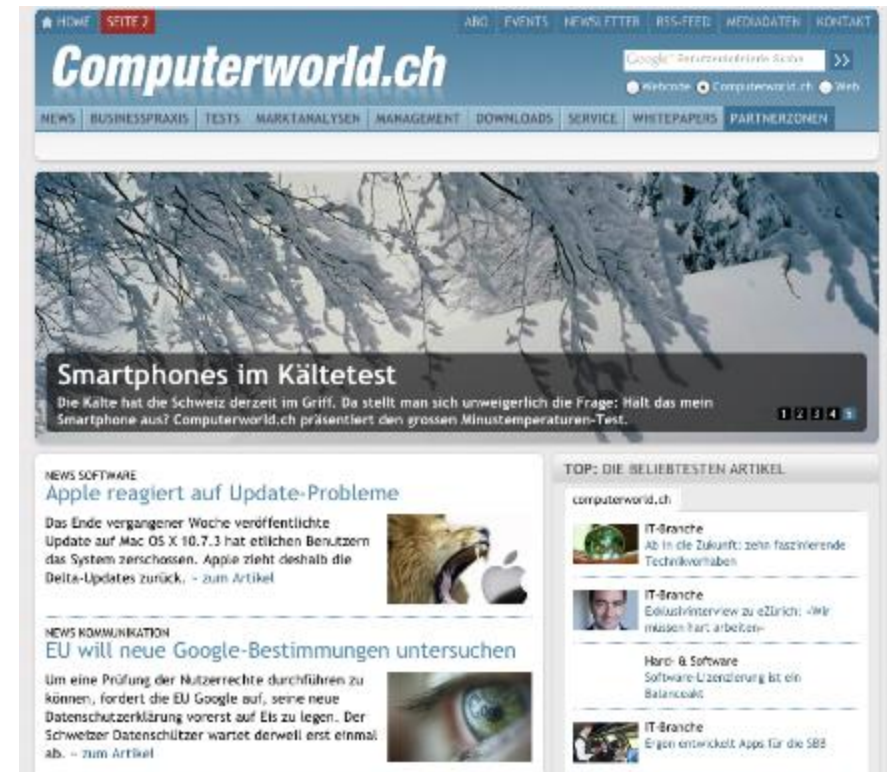 HOME SEITE 2 ABO EVENTS NEWSLETTER RSS-FEED MEDIADATEN KONTAKT
Computerworld.ch
Google Benutzerdefinierte Suche
Webcode Computerworld.ch Web
NEWS BUSINESSPRAXIS TESTS MARKTANALYSEN MANAGEMENT DOWNLOADS SERVICE WHITEPAPERS PARTNERZONEN
Smartphones im Kältetest
Die Kälte hat die Schweiz derzeit im Griff. Da stellt man sich unweigerlich die Frage: Hält das mein
Smartphone aus? Computerworld.ch präsentiert den grossen Minustemperaturen-Test.
1 2 3 4 5
NEWS SOFTWARE
Apple reagiert auf Update-Probleme
Das Ende vergangener Woche veröffentlichte
Update auf Mac OS X 10.7.3 hat etlichen Benutzern
das System zerschossen. Apple zieht deshalb die
Delta-Updates zurück. » zum Artikel
NEWS KOMMUNIKATION
EU will neue Google-Bestimmungen untersuchen
Um eine Prüfung der Nutzerrechte durchführen zu
können, fordert die EU Google auf, seine neue
Datenschutzerklärung vorerst auf Eis zu legen. Der
Schweizer Datenschützer wartet derweil erst einmal
ab. » zum Artikel
TOP: DIE BELIEBTESTEN ARTIKEL
computerworld.ch
IT-Branche
Ab in die Zukunft: zehn faszinierende
Technikvorhaben
IT-Branche
Exklusivinterview zu eZürich: «Wir
müssen hart arbeiten»
Hard- & Software
Software-Lizenzierung ist ein
Balanceakt
IT-Branche
Ergon entwickelt Apps für die SBB